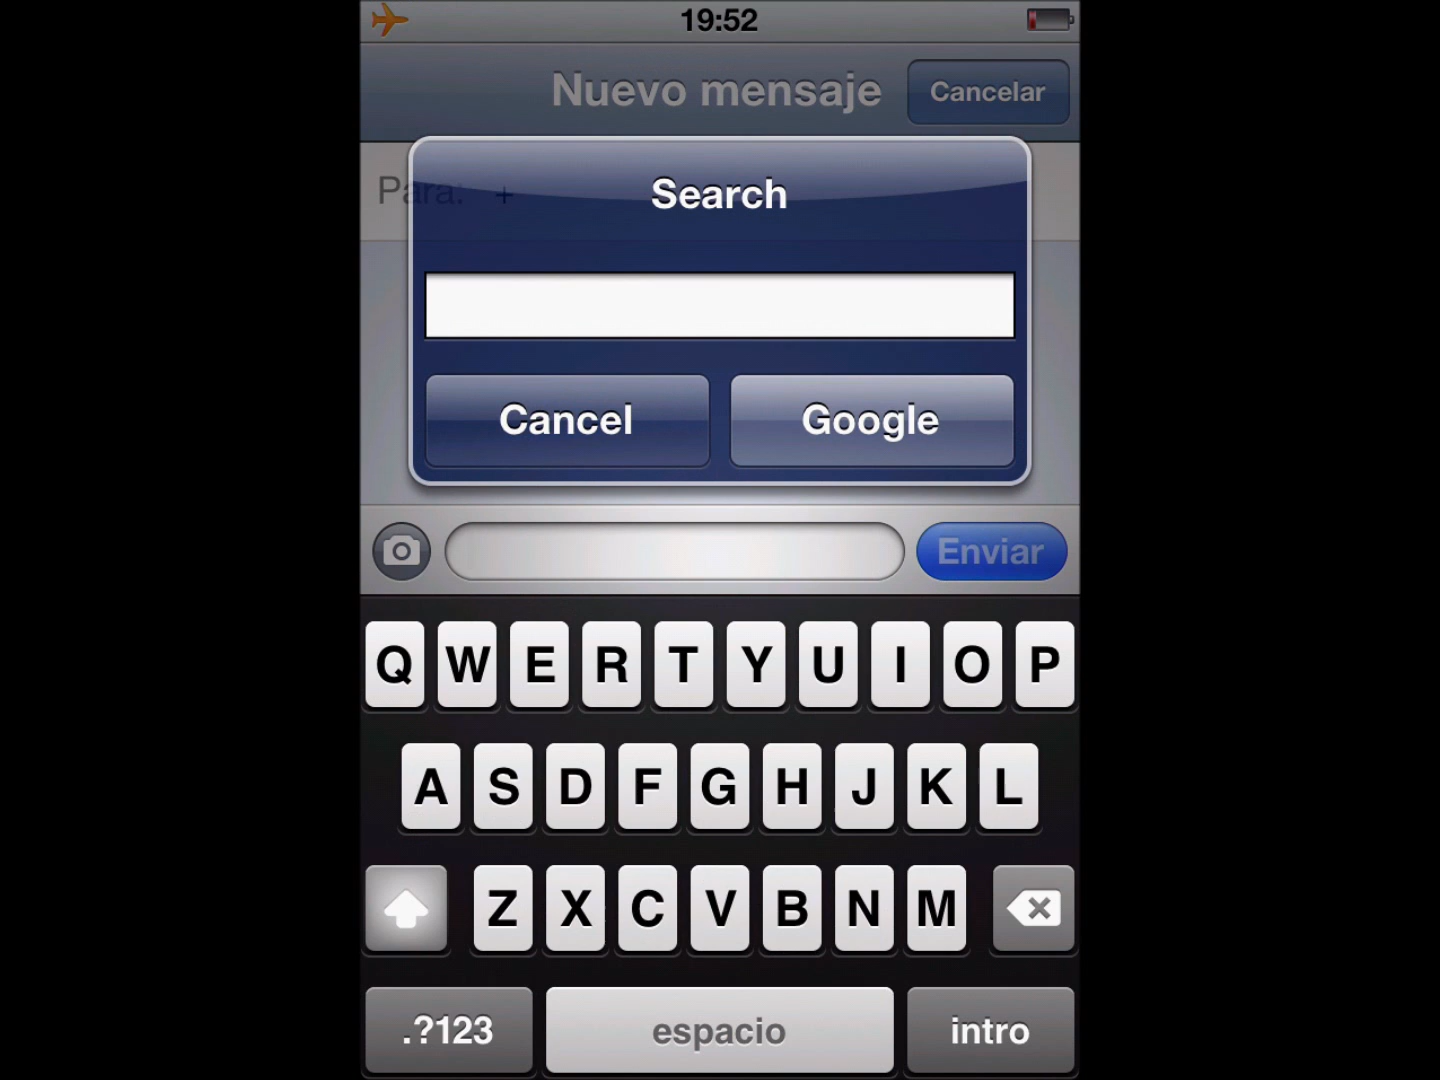 19:52
Nuevo mensaje
Cancelar
Para: +
Search
Cancel
Google
Enviar
Q W E R T Y U I O P
A S D F G H J K L
Z X C V B N M
.?123
espacio
intro